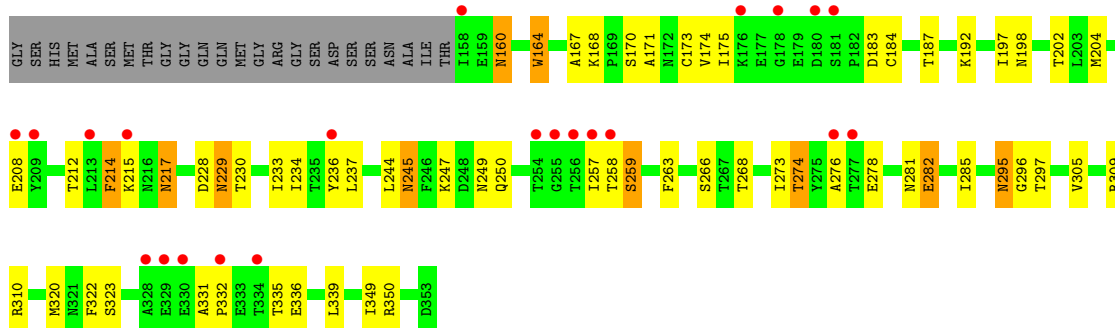 GLY SER HIS MET ALA SER MET THR GLY GLY GLN GLN MET GLY ARG GLY SER ASP SER SER ASN ALA ILE THR I158 E159 N160 W164 A167 K168 P169 S170 A171 N172 C173 V174 I175 K176 E177 G178 E179 D180 S181 P182 D183 C184 T187 K192 I197 N198 T202 L203 M204
E208 Y209 T212 L213 F214 K215 N216 N217 D228 N229 T230 I233 I234 T235 Y236 L237 L244 N245 F246 K247 D248 N249 Q250 T254 G255 T256 I257 T258 S259 F263 S266 T267 T268 I273 T274 Y275 A276 T277 E278 N281 E282 I285 N295 G296 T297 V305 R309
R310 M320 N321 F322 S323 A328 E329 E330 A331 P332 E333 T334 T335 E336 L339 I349 R350 D353